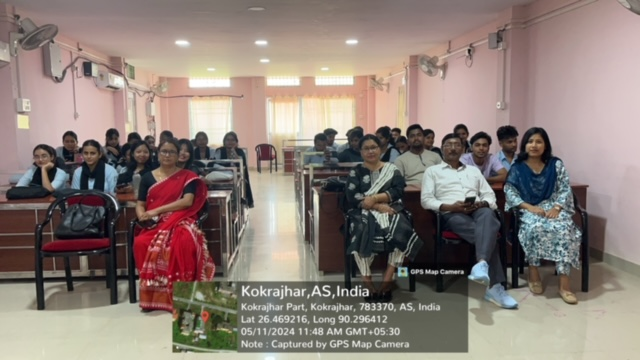 GPS Map Camera
Kokrajhar,AS,India
Kokrajhar Part, Kokrajhar, 783370, AS, India
Lat 26.469216, Long 90.296412
05/11/2024 11:48 AM GMT+05:30
Note : Captured by GPS Map Camera